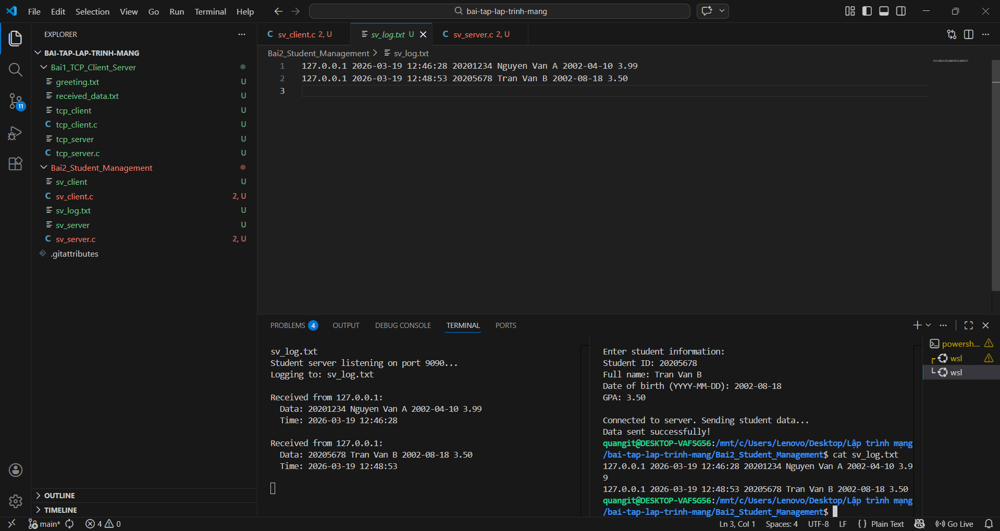 File Edit Selection View Go Run Terminal Help
bai-tap-lap-trinh-mang
EXPLORER
BAI-TAP-LAP-TRINH-MANG
Bai1_TCP_Client_Server
greeting.txt U
received_data.txt U
tcp_client U
C tcp_client.c U
tcp_server U
C tcp_server.c U
Bai2_Student_Management
sv_client U
C sv_client.c 2, U
sv_log.txt U
sv_server U
C sv_server.c 2, U
.gitattributes
11
OUTLINE
TIMELINE
C sv_client.c 2, U
sv_log.txt U
C sv_server.c 2, U
Bai2_Student_Management > sv_log.txt
1 127.0.0.1 2026-03-19 12:46:28 20201234 Nguyen Van A 2002-04-10 3.99
2 127.0.0.1 2026-03-19 12:48:53 20205678 Tran Van B 2002-08-18 3.50
3
PROBLEMS 4 OUTPUT DEBUG CONSOLE TERMINAL PORTS
sv_log.txt
Student server listening on port 9090...
Logging to: sv_log.txt
Received from 127.0.0.1:
Data: 20201234 Nguyen Van A 2002-04-10 3.99
Time: 2026-03-19 12:46:28
Received from 127.0.0.1:
Data: 20205678 Tran Van B 2002-08-18 3.50
Time: 2026-03-19 12:48:53
Enter student information:
Student ID: 20205678
Full name: Tran Van B
Date of birth (YYYY-MM-DD): 2002-08-18
GPA: 3.50
Connected to server. Sending student data...
Data sent successfully!
quangit@DESKTOP-VAFSG56:/mnt/c/Users/Lenovo/Desktop/Lập trình mạng
/bai-tap-lap-trinh-mang/Bai2_Student_Management$ cat sv_log.txt
127.0.0.1 2026-03-19 12:46:28 20201234 Nguyen Van A 2002-04-10 3.9
9
127.0.0.1 2026-03-19 12:48:53 20205678 Tran Van B 2002-08-18 3.50
quangit@DESKTOP-VAFSG56:/mnt/c/Users/Lenovo/Desktop/Lập trình mạng
/bai-tap-lap-trinh-mang/Bai2_Student_Management$
powersh...
wsl
wsl
main* 4 0
Ln 3, Col 1 Spaces: 4 UTF-8 LF {} Plain Text Go Live